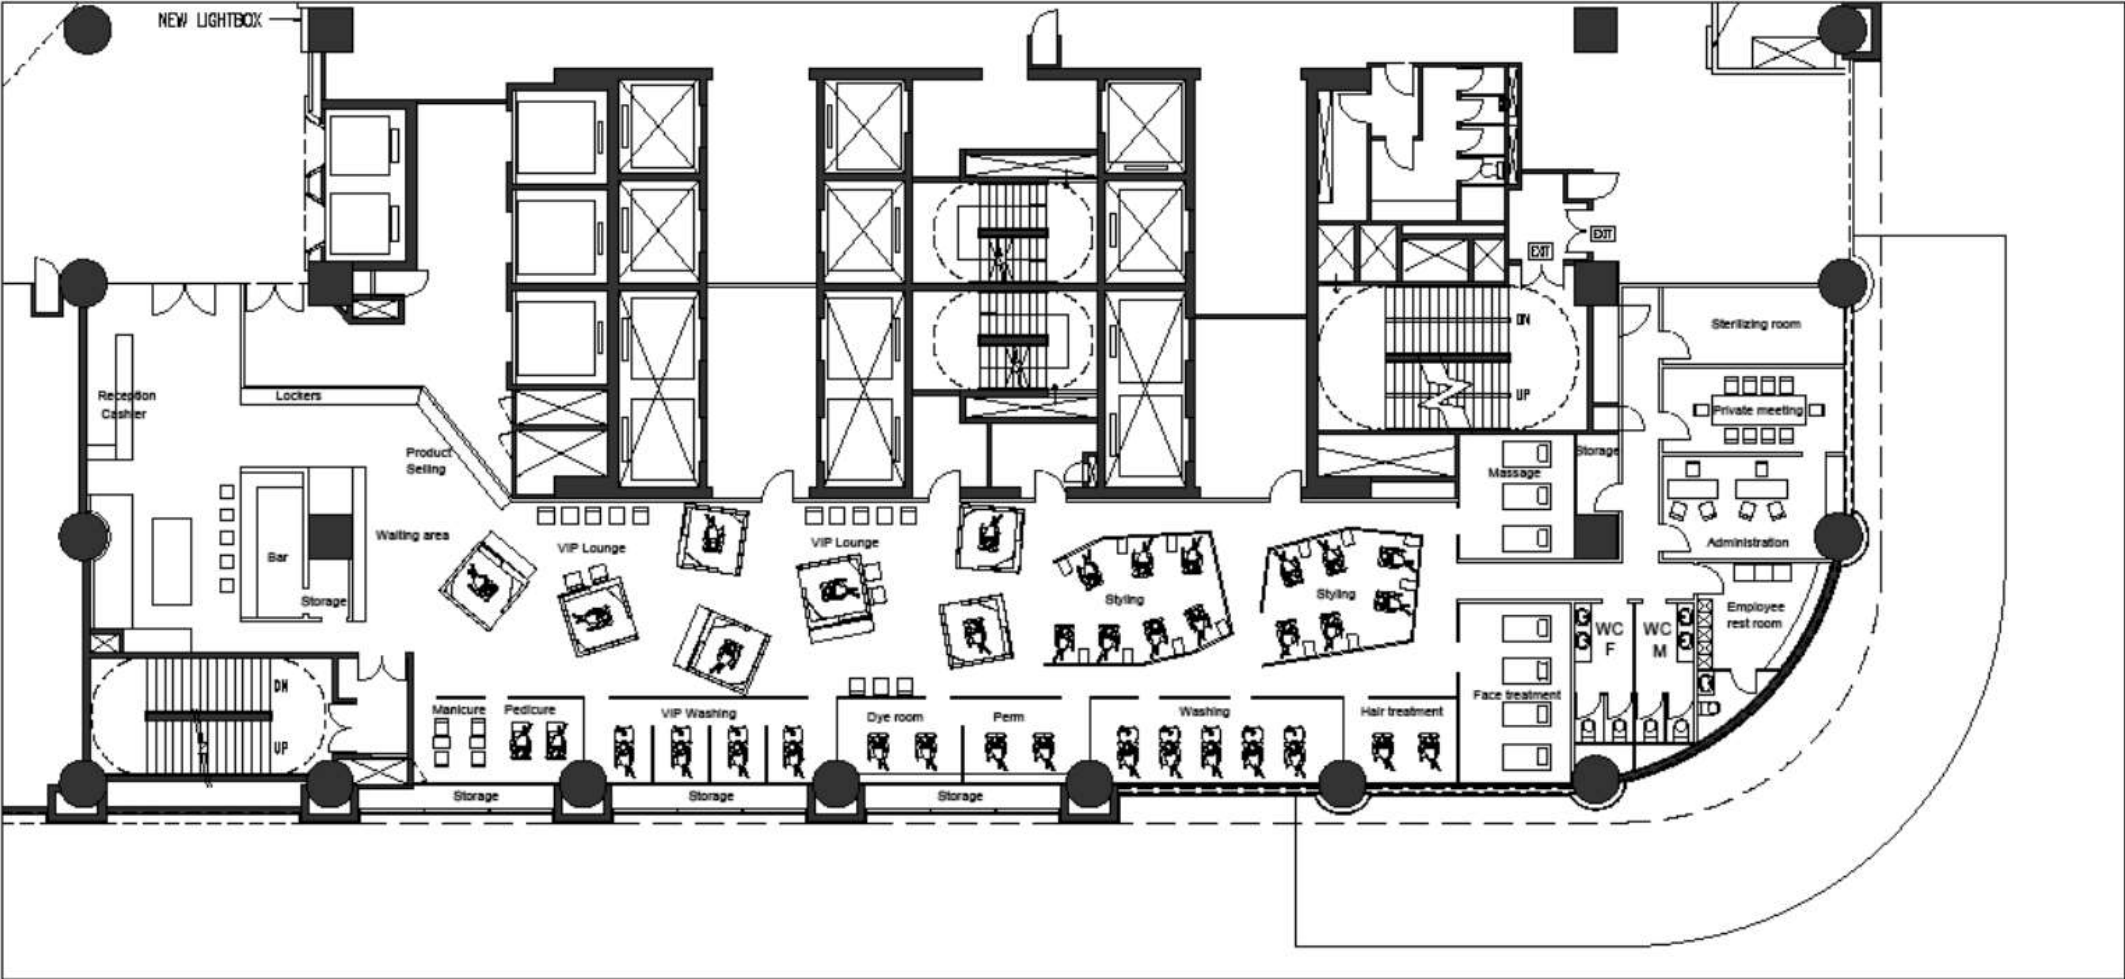 NEW LIGHTBOX
EXIT
EXIT
DN
UP
Sterilizing room
Reception
Cashier
Lockers
Private meeting
Product
Selling
Massage
Storage
Waiting area
VIP Lounge
VIP Lounge
Administration
Bar
Storage
Styling
Styling
Employee
rest room
WC
F
WC
M
DN
UP
Manicure
Pedicure
VIP Washing
Dye room
Perm
Washing
Hair treatment
Face treatment
Storage
Storage
Storage